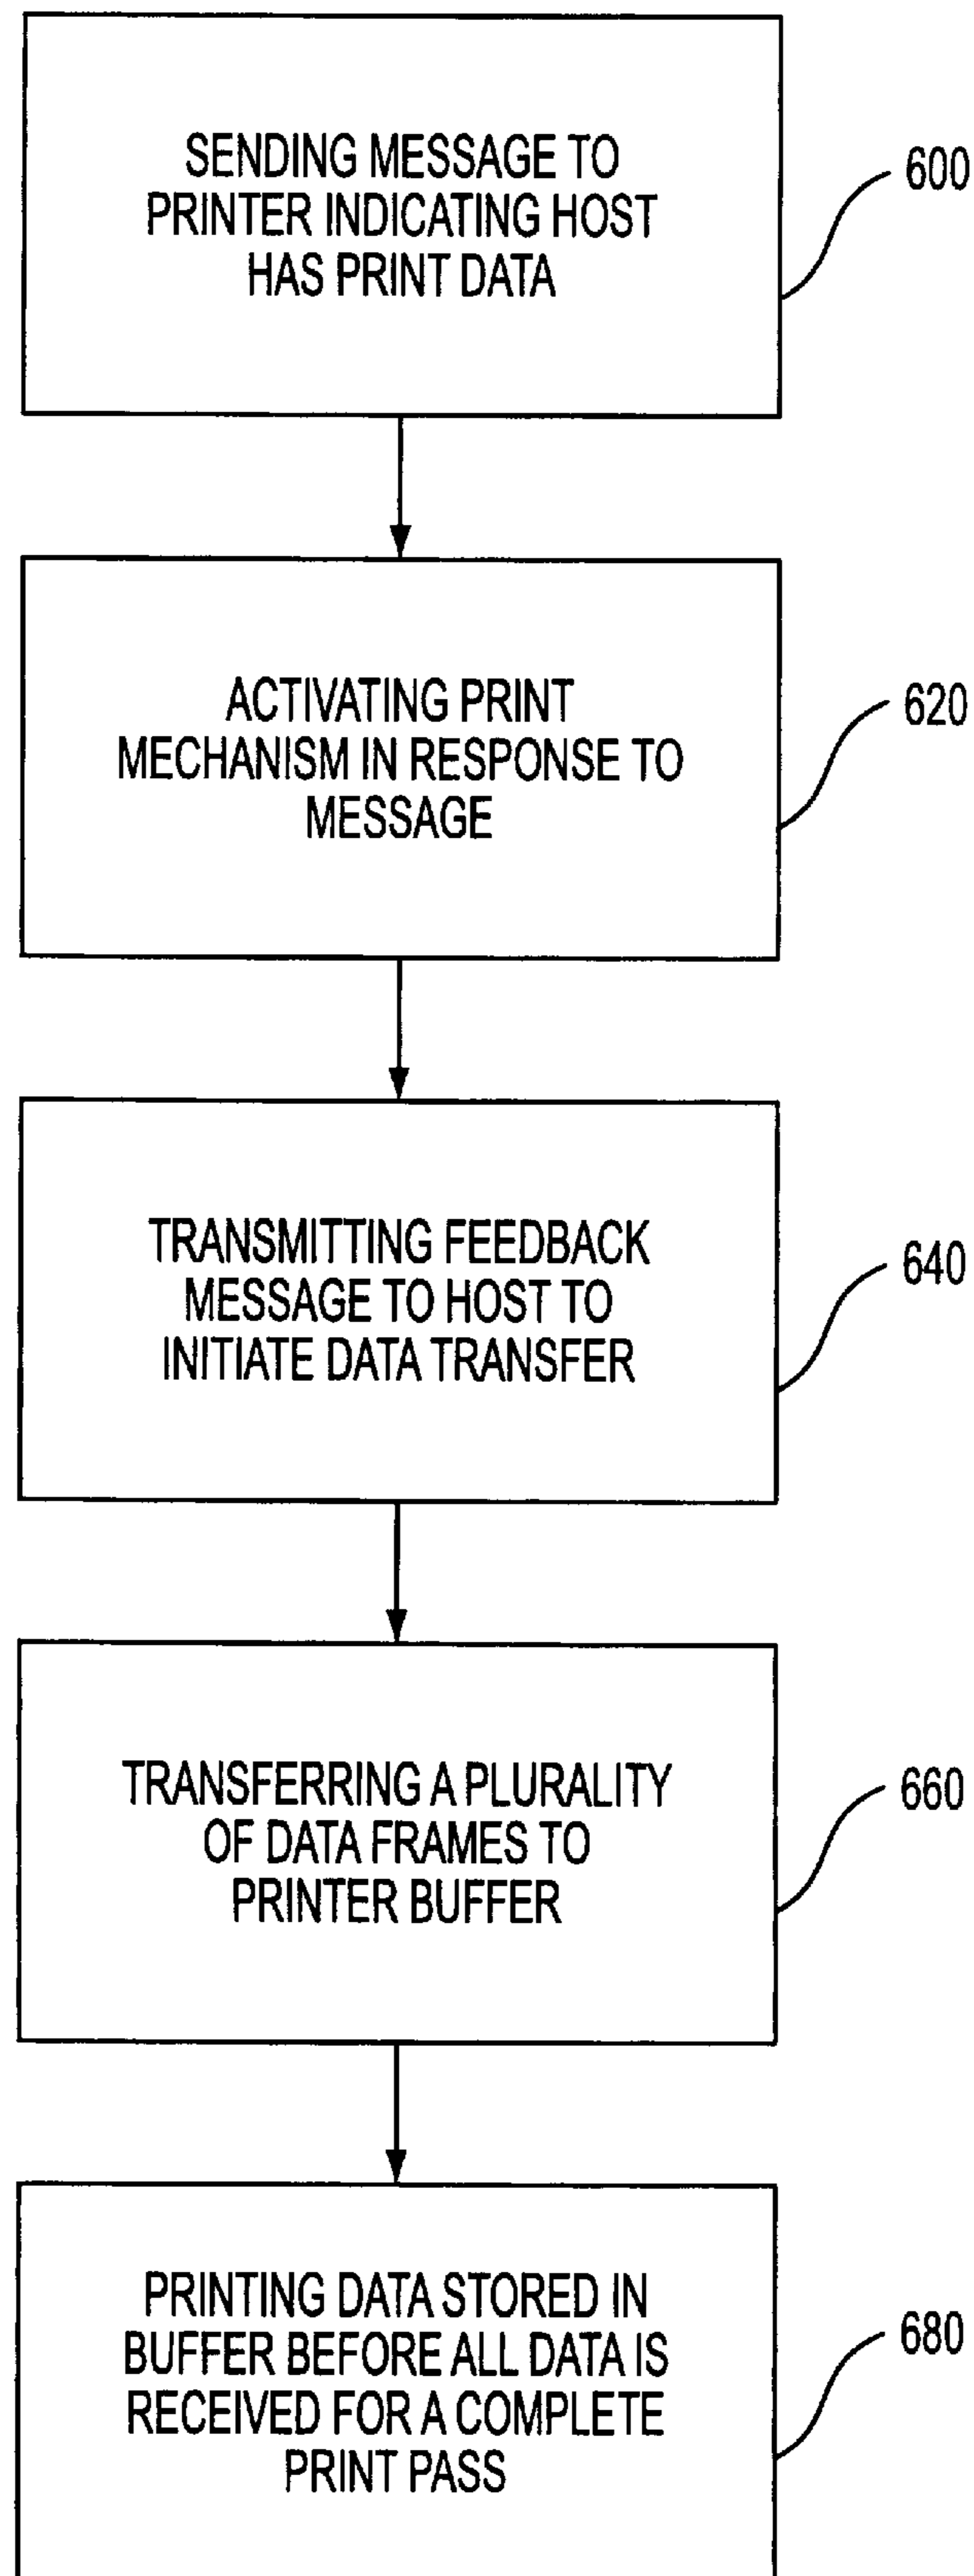 SENDING MESSAGE TO
PRINTER INDICATING HOST
HAS PRINT DATA
600
ACTIVATING PRINT
MECHANISM IN RESPONSE TO
MESSAGE
620
TRANSMITTING FEEDBACK
MESSAGE TO HOST TO
INITIATE DATA TRANSFER
640
TRANSFERRING A PLURALITY
OF DATA FRAMES TO
PRINTER BUFFER
660
PRINTING DATA STORED IN
BUFFER BEFORE ALL DATA IS
RECEIVED FOR A COMPLETE
PRINT PASS
680